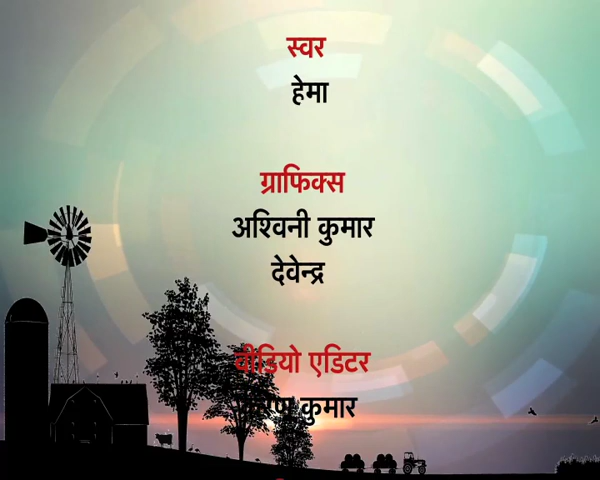 स्वर
हेमा
ग्राफिक्स
अश्विनी कुमार
देवेन्द्र
वीडियो एडिटर
कुमार